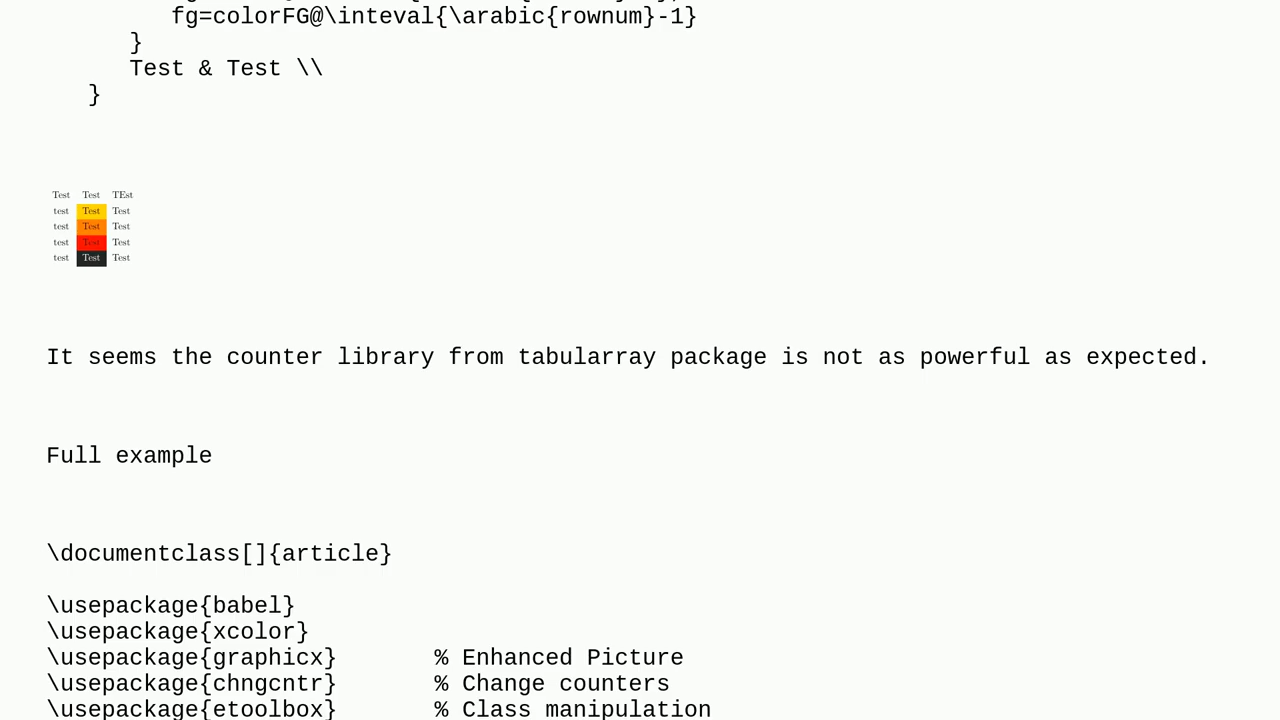 fg=colorFG@\inteval{\arabic{rownum}-1}
}
Test & Test \\
}
Test Test TEst
test Test Test
test Test Test
test Test Test
test Test Test
It seems the counter library from tabularray package is not as powerful as expected.
Full example
\documentclass[]{article}
\usepackage{babel}
\usepackage{xcolor}
\usepackage{graphicx} % Enhanced Picture
\usepackage{chngcntr} % Change counters
\usepackage{etoolbox} % Class manipulation